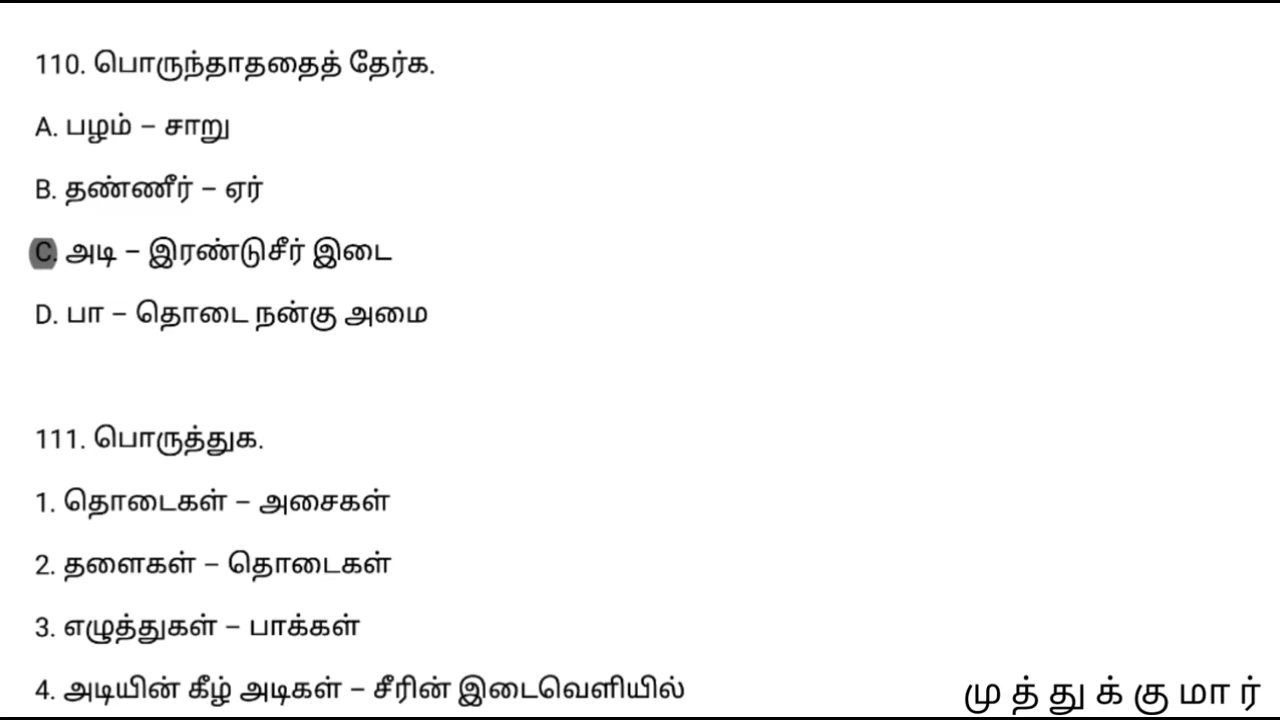 110. பொருந்தாததைத் தேர்க.
A. பழம் – சாறு
B. தண்ணீர் – ஏர்
C. அடி – இரண்டுசீர் இடை
D. பா – தொடை நன்கு அமை
111. பொருத்துக.
1. தொடைகள் – அசைகள்
2. தளைகள் – தொடைகள்
3. எழுத்துகள் – பாக்கள்
4. அடியின் கீழ் அடிகள் – சீரின் இடைவெளியில்
மு த் து க் கு மா ர்